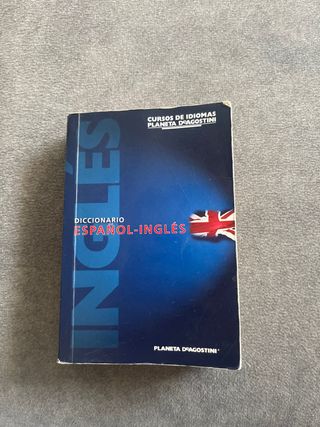 CURSOS DE IDIOMAS
PLANETA DEAGOSTINI
INGLÉS
DICCIONARIO
ESPAÑOL-INGLÉS
PLANETA DEAGOSTINI